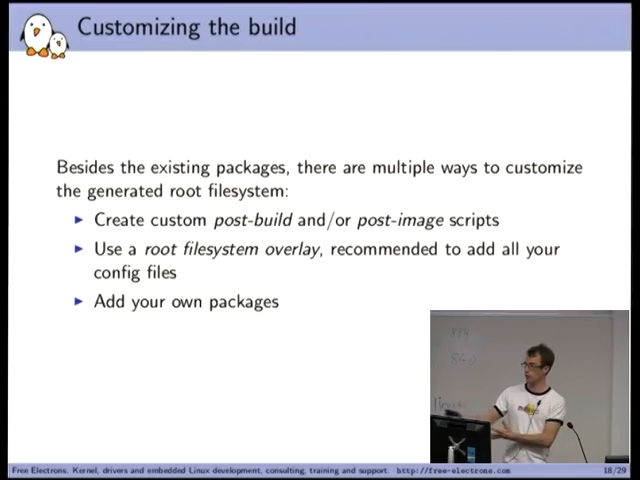 Customizing the build
Besides the existing packages, there are multiple ways to customize
the generated root filesystem:
Create custom post-build and/or post-image scripts
Use a root filesystem overlay, recommended to add all your
config files
Add your own packages
Free Electrons. Kernel, drivers and embedded Linux development, consulting, training and support. http://free-electrons.com
18/29